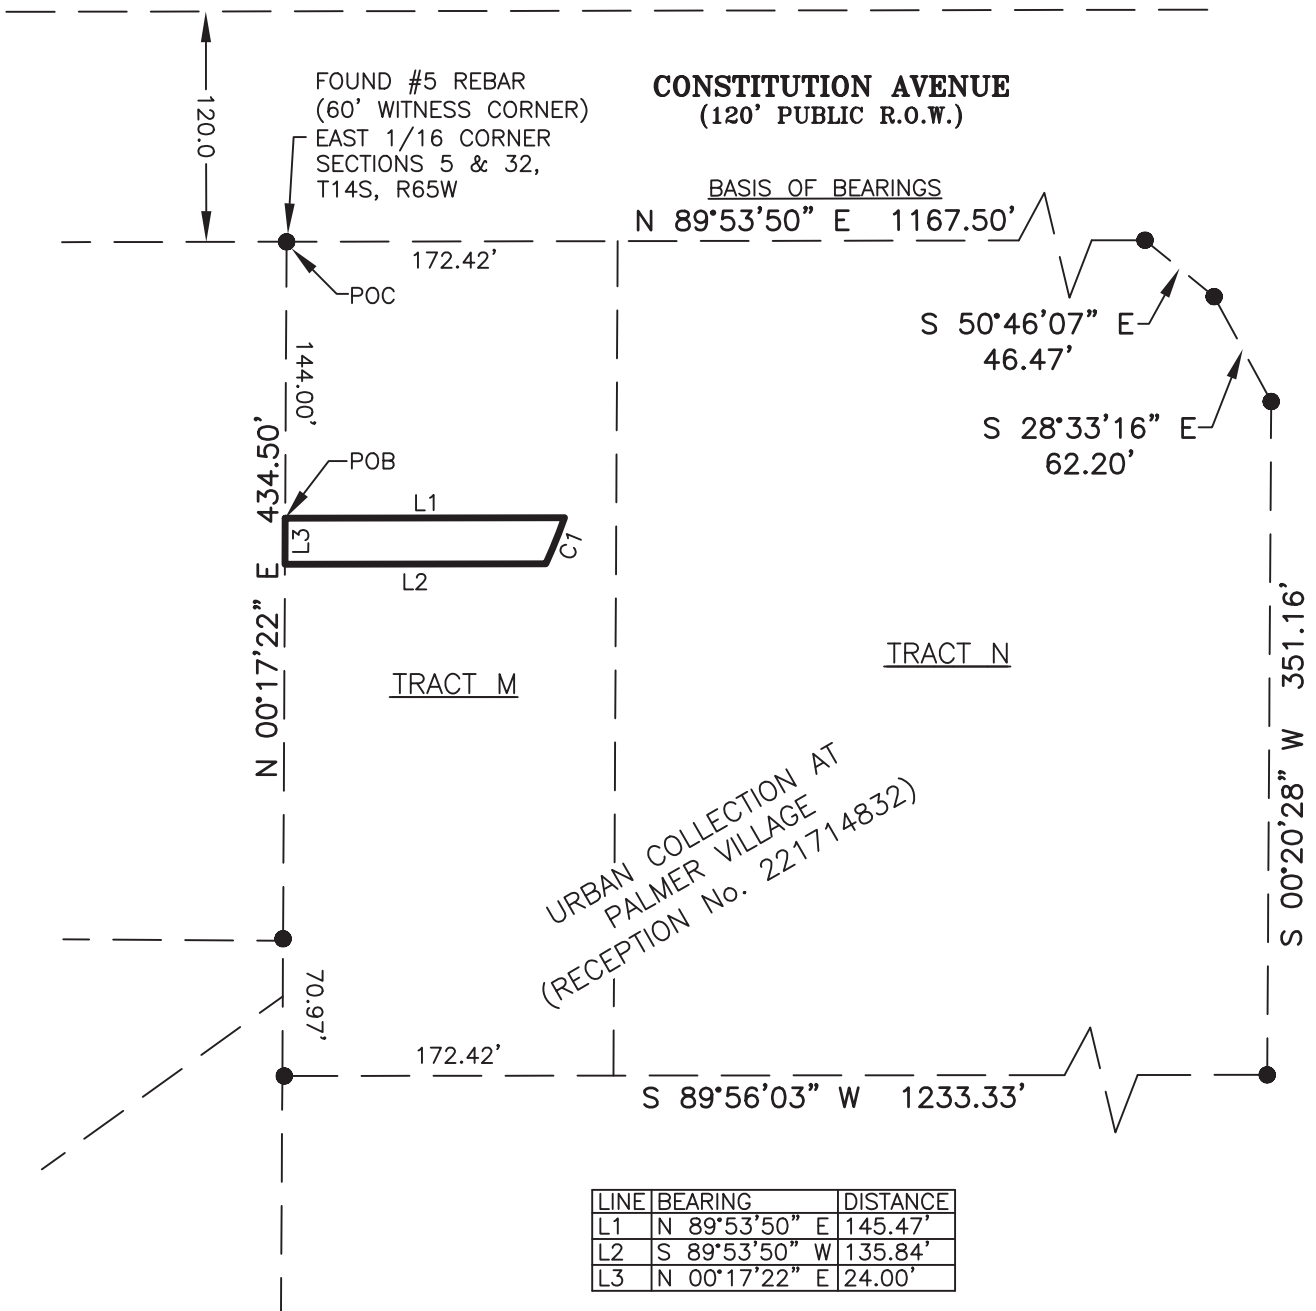 120.0
FOUND #5 REBAR
(60' WITNESS CORNER)
EAST 1/16 CORNER
SECTIONS 5 & 32,
T14S, R65W
CONSTITUTION AVENUE
(120' PUBLIC R.O.W.)
BASIS OF BEARINGS
N 89°53'50" E 1167.50'
172.42'
POC
S 50°46'07" E
46.47'
144.00'
S 28°33'16" E
62.20'
N 00°17'22" E 434.50'
POB
L1
L3
C1
L2
TRACT M
TRACT N
S 00°20'28" W 351.16'
URBAN COLLECTION AT
PALMER VILLAGE
(RECEPTION No. 221714832)
70.97'
172.42'
S 89°56'03" W 1233.33'
LINE BEARING DISTANCE
L1 N 89°53'50" E 145.47'
L2 S 89°53'50" W 135.84'
L3 N 00°17'22" E 24.00'